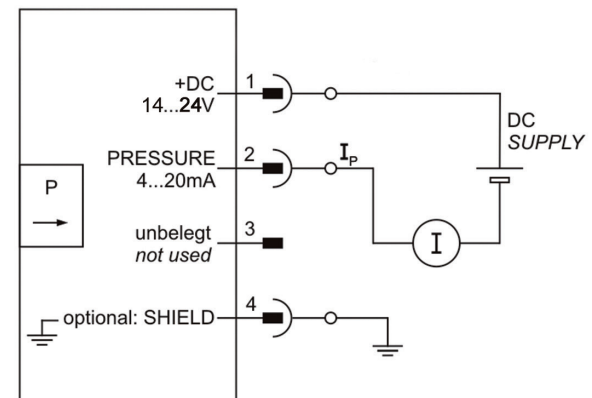 +DC
14...24V
1
DC
SUPPLY
PRESSURE
4...20mA
2
IP
P
I
unbelegt
not used
3
optional: SHIELD
4